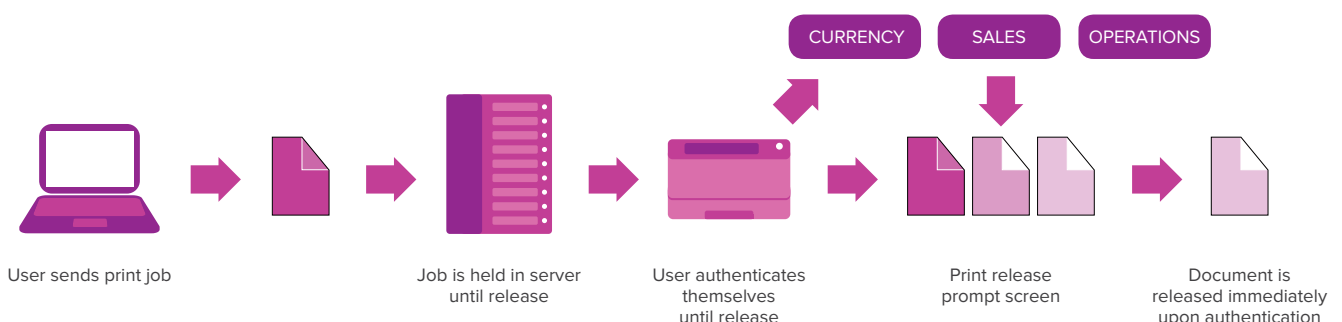 CURRENCY
SALES
OPERATIONS
User sends print job
Job is held in server
until release
User authenticates
themselves
until release
Print release
prompt screen
Document is
released immediately
upon authentication